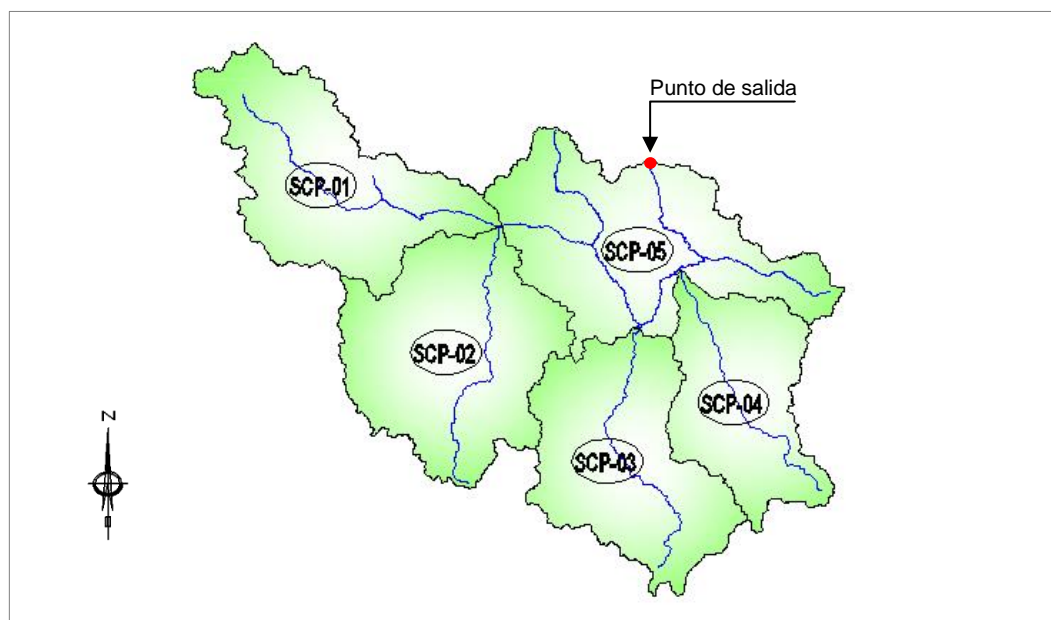 Punto de salida
SCP-01
SCP-05
SCP-02
SCP-04
SCP-03
N